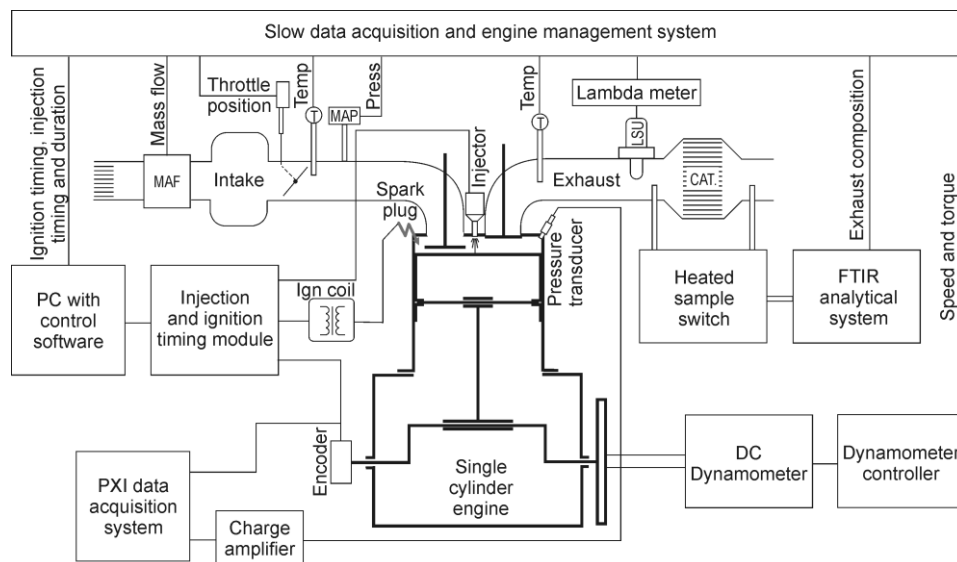 Slow data acquisition and engine management system
Ignition timing, injection
timing and duration
Mass flow
Throttle
position
Temp
Press
Temp
Lambda meter
Exhaust composition
Speed and torque
T
MAP
T
LSU
MAF
Intake
Injector
Exhaust
CAT.
Spark
plug
Pressure
transducer
PC with
control
software
Injection
and ignition
timing module
Ign coil
Heated
sample
switch
FTIR
analytical
system
Encoder
Single
cylinder
engine
DC
Dynamometer
Dynamometer
controller
PXI data
acquisition
system
Charge
amplifier